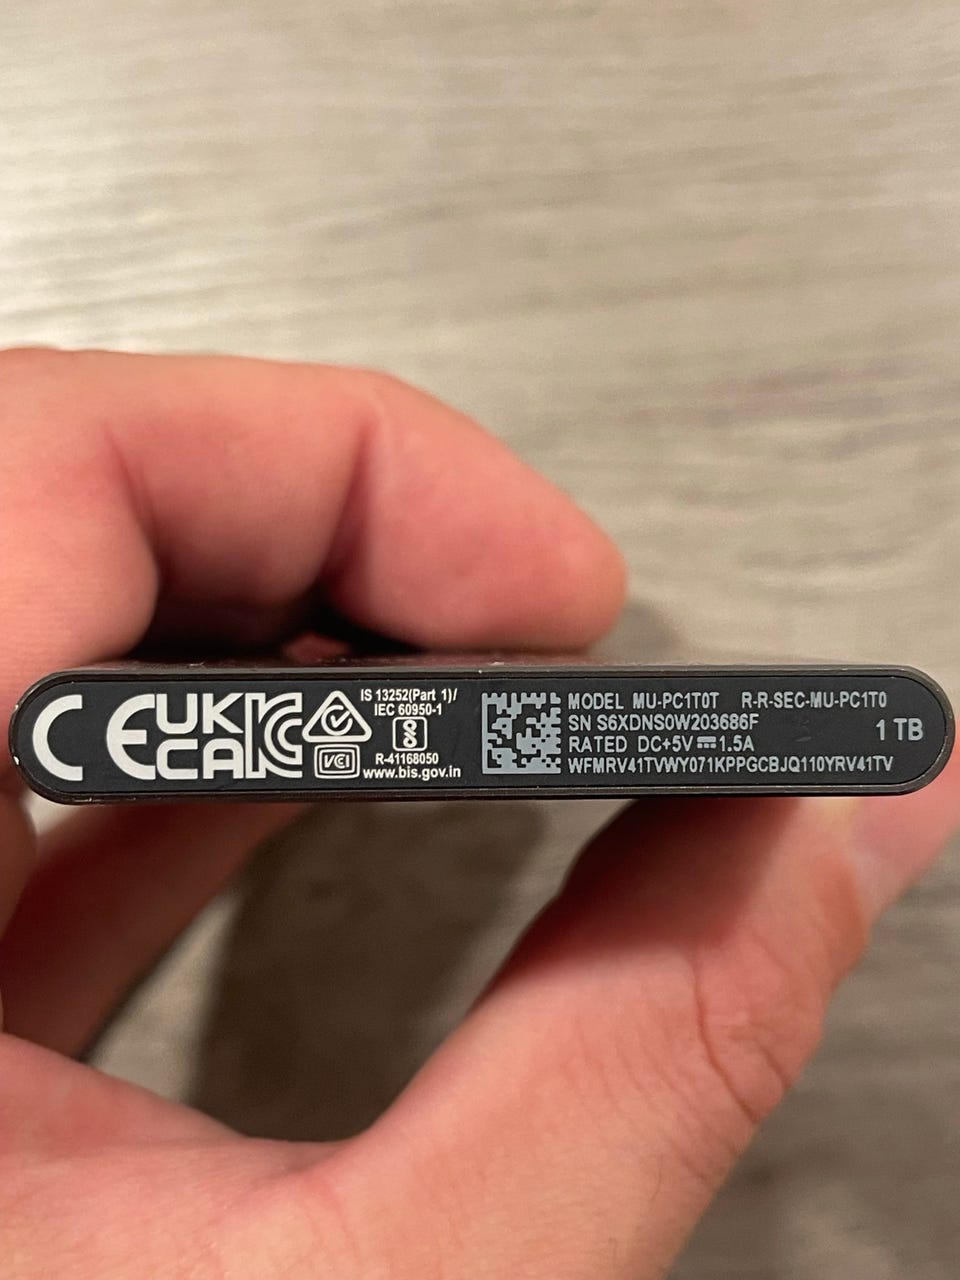 CE UK CA
IS 13252(Part 1)/
IEC 60950-1
VCI
R-41168050
www.bis.gov.in
MODEL MU-PC1T0T R-R-SEC-MU-PC1T0
SN S6XDNS0W203686F
RATED DC+5V⎓1.5A
WFMRV41TVWY071KPPGCBJQ110YRV41TV
1 TB